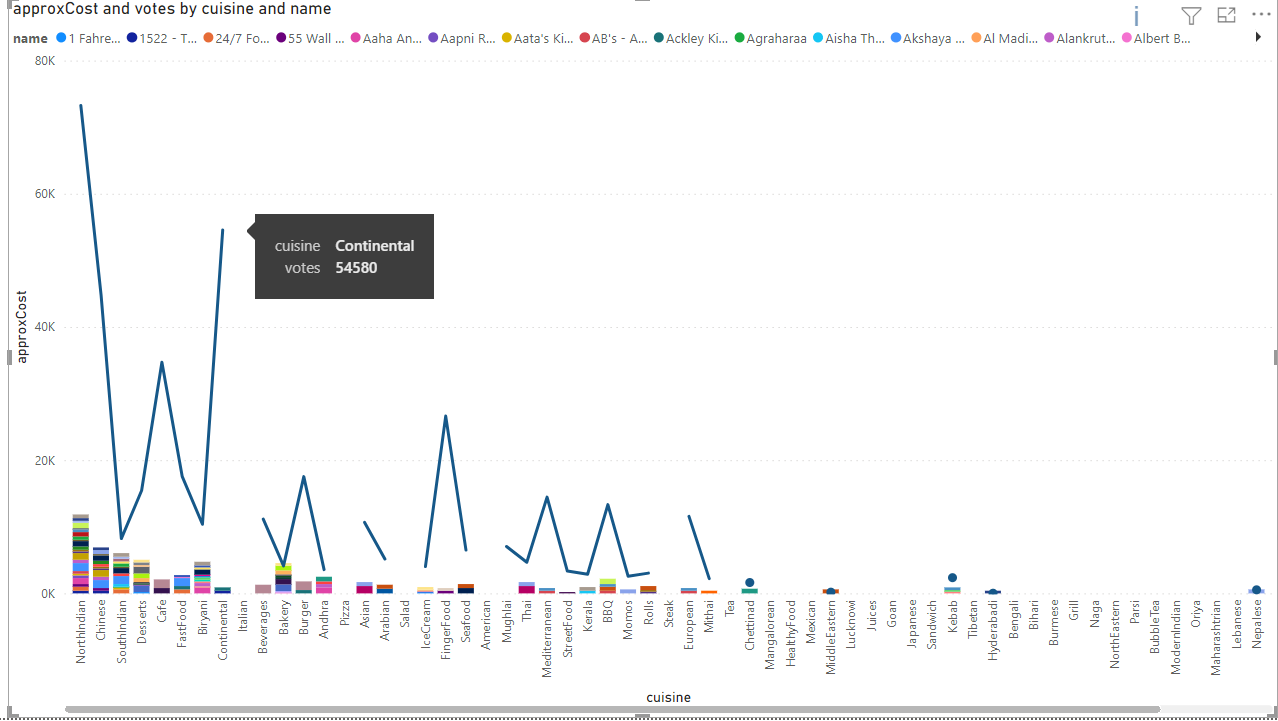 approxCost and votes by cuisine and name
name 1 Fahre... 1522 - T... 24/7 Fo... 55 Wall ... Aaha An... Aapni R... Aata's Ki... AB's - A... Ackley Ki... Agraharaa Aisha Th... Akshaya ... Al Madi... Alankrut... Albert B...
80K
60K
cuisine Continental
votes 54580
approxCost
40K
20K
0K
NorthIndian
Chinese
SouthIndian
Desserts
Cafe
FastFood
Biryani
Continental
Italian
Beverages
Bakery
Burger
Andhra
Pizza
Asian
Arabian
Salad
IceCream
FingerFood
Seafood
American
Mughlai
Thai
Mediterranean
StreetFood
Kerala
BBQ
Momos
Rolls
Steak
European
Mithai
Tea
Chettinad
Mangalorean
HealthyFood
Mexican
MiddleEastern
Lucknowi
Juices
Goan
Japanese
Sandwich
Kebab
Tibetan
Hyderabadi
Bengali
Bihari
Burmese
Grill
Naga
NorthEastern
Parsi
BubbleTea
ModernIndian
Oriya
Maharashtrian
Lebanese
Nepalese
cuisine